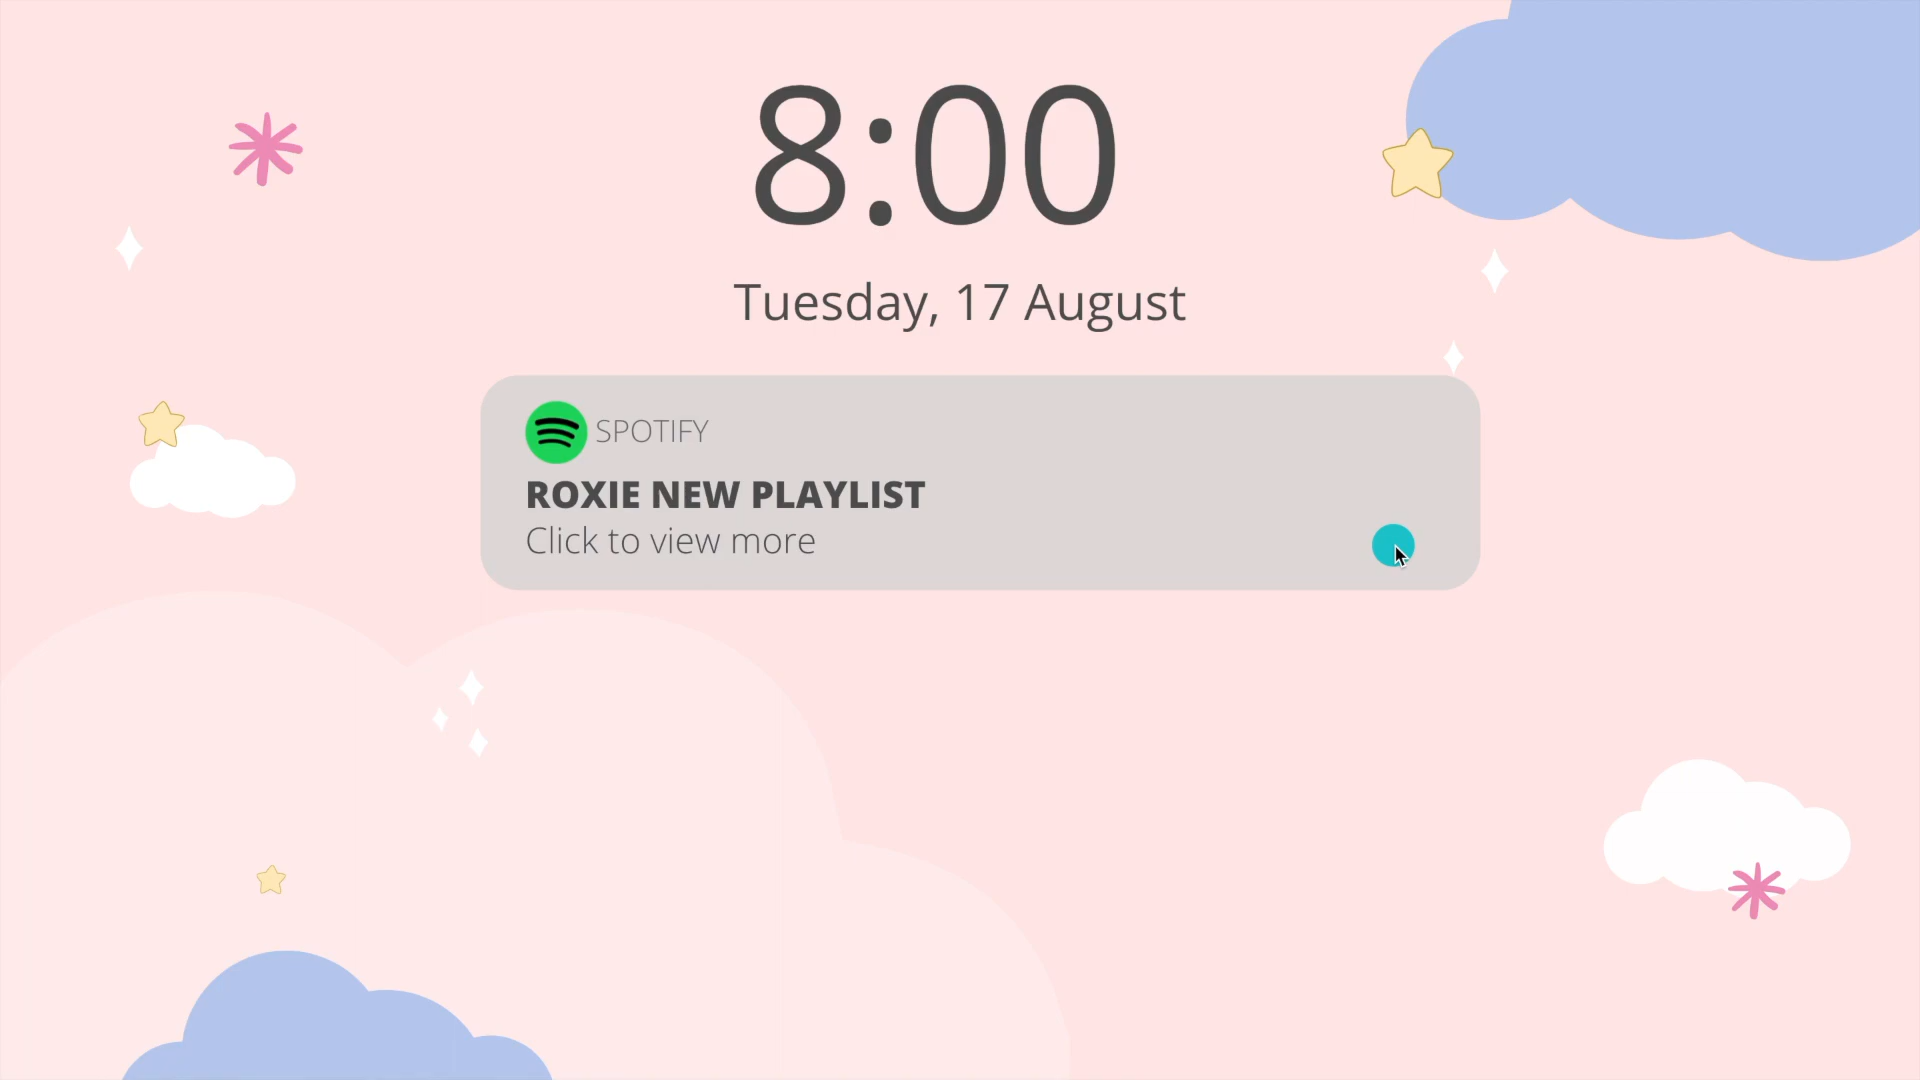 8:00
Tuesday, 17 August
SPOTIFY
ROXIE NEW PLAYLIST
Click to view more